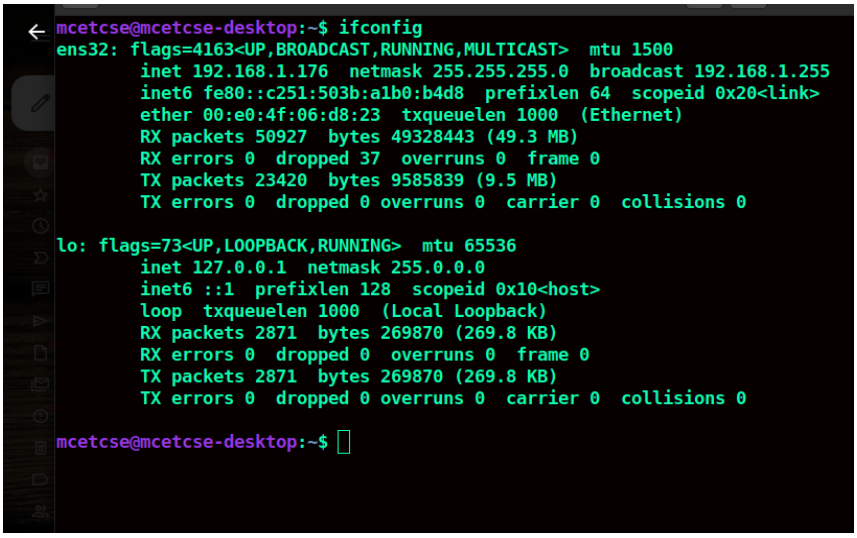 mcetcse@mcetcse-desktop:~$ ifconfig
ens32: flags=4163<UP,BROADCAST,RUNNING,MULTICAST>  mtu 1500
        inet 192.168.1.176  netmask 255.255.255.0  broadcast 192.168.1.255
        inet6 fe80::c251:503b:a1b0:b4d8  prefixlen 64  scopeid 0x20<link>
        ether 00:e0:4f:06:d8:23  txqueuelen 1000  (Ethernet)
        RX packets 50927  bytes 49328443 (49.3 MB)
        RX errors 0  dropped 37  overruns 0  frame 0
        TX packets 23420  bytes 9585839 (9.5 MB)
        TX errors 0  dropped 0 overruns 0  carrier 0  collisions 0

lo: flags=73<UP,LOOPBACK,RUNNING>  mtu 65536
        inet 127.0.0.1  netmask 255.0.0.0
        inet6 ::1  prefixlen 128  scopeid 0x10<host>
        loop  txqueuelen 1000  (Local Loopback)
        RX packets 2871  bytes 269870 (269.8 KB)
        RX errors 0  dropped 0  overruns 0  frame 0
        TX packets 2871  bytes 269870 (269.8 KB)
        TX errors 0  dropped 0 overruns 0  carrier 0  collisions 0

mcetcse@mcetcse-desktop:~$